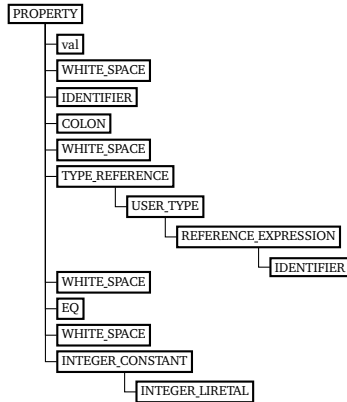 PROPERTY
val
WHITE_SPACE
IDENTIFIER
COLON
WHITE_SPACE
TYPE_REFERENCE
USER_TYPE
REFERENCE_EXPRESSION
IDENTIFIER
WHITE_SPACE
EQ
WHITE_SPACE
INTEGER_CONSTANT
INTEGER_LIRETAL